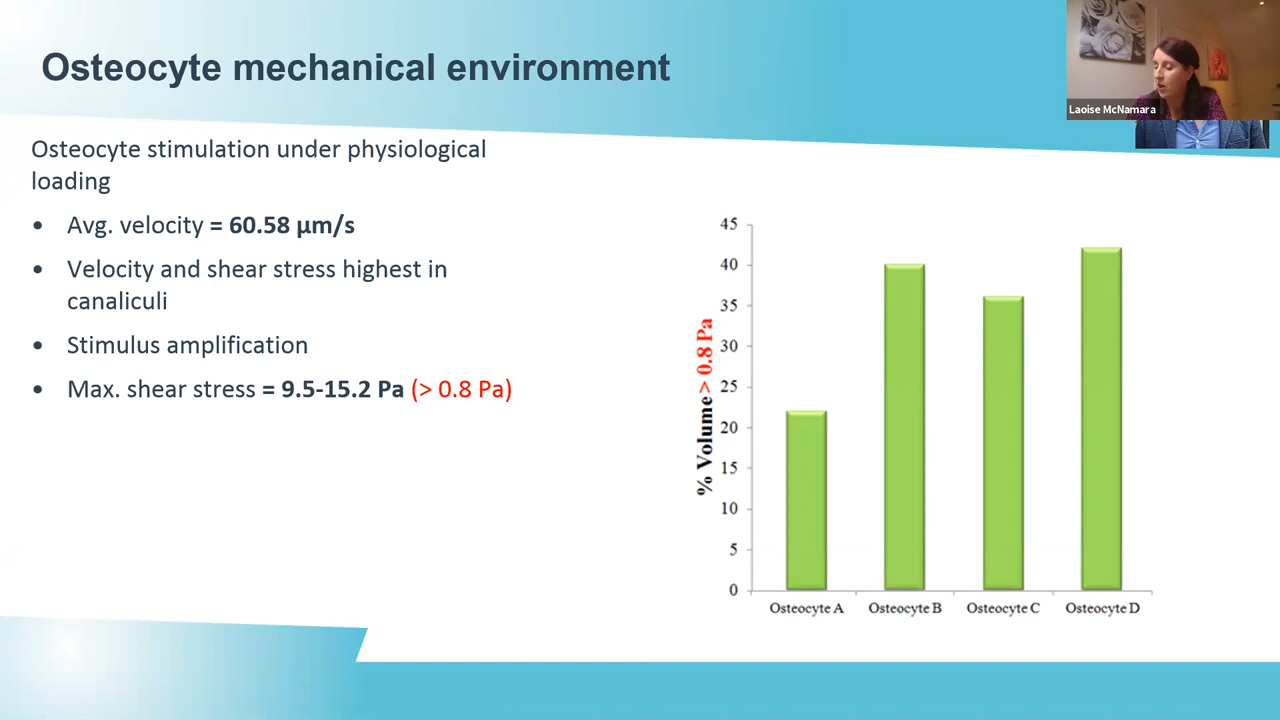 Osteocyte mechanical environment
Laoise McNamara
Osteocyte stimulation under physiological
loading
• Avg. velocity = 60.58 µm/s
• Velocity and shear stress highest in
canaliculi
• Stimulus amplification
• Max. shear stress = 9.5-15.2 Pa (> 0.8 Pa)
% Volume > 0.8 Pa
45
40
35
30
25
20
15
10
5
0
Osteocyte A Osteocyte B Osteocyte C Osteocyte D